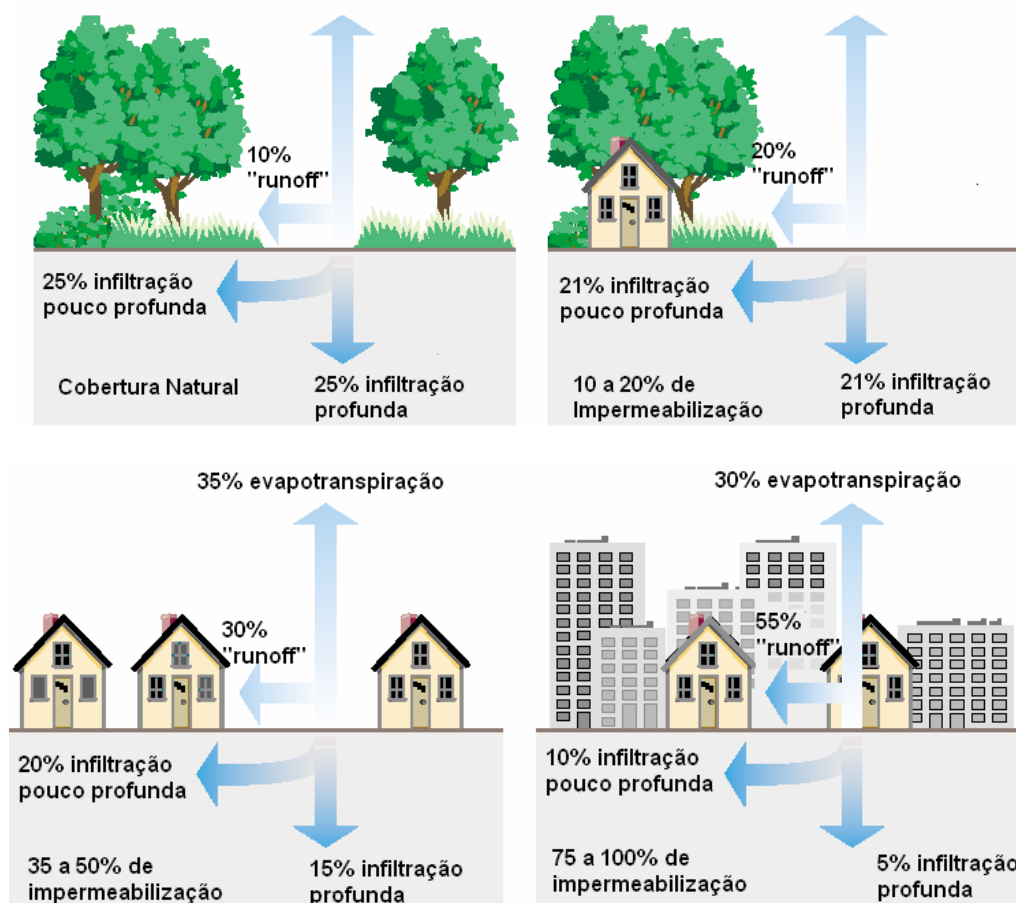 10%
"runoff"
25% infiltração
pouco profunda
Cobertura Natural
25% infiltração
profunda
20%
"runoff"
21% infiltração
pouco profunda
10 a 20% de
Impermeabilização
21% infiltração
profunda
35% evapotranspiração
30%
"runoff"
20% infiltração
pouco profunda
35 a 50% de
impermeabilização
15% infiltração
profunda
30% evapotranspiração
55%
"runoff"
10% infiltração
pouco profunda
75 a 100% de
impermeabilização
5% infiltração
profunda